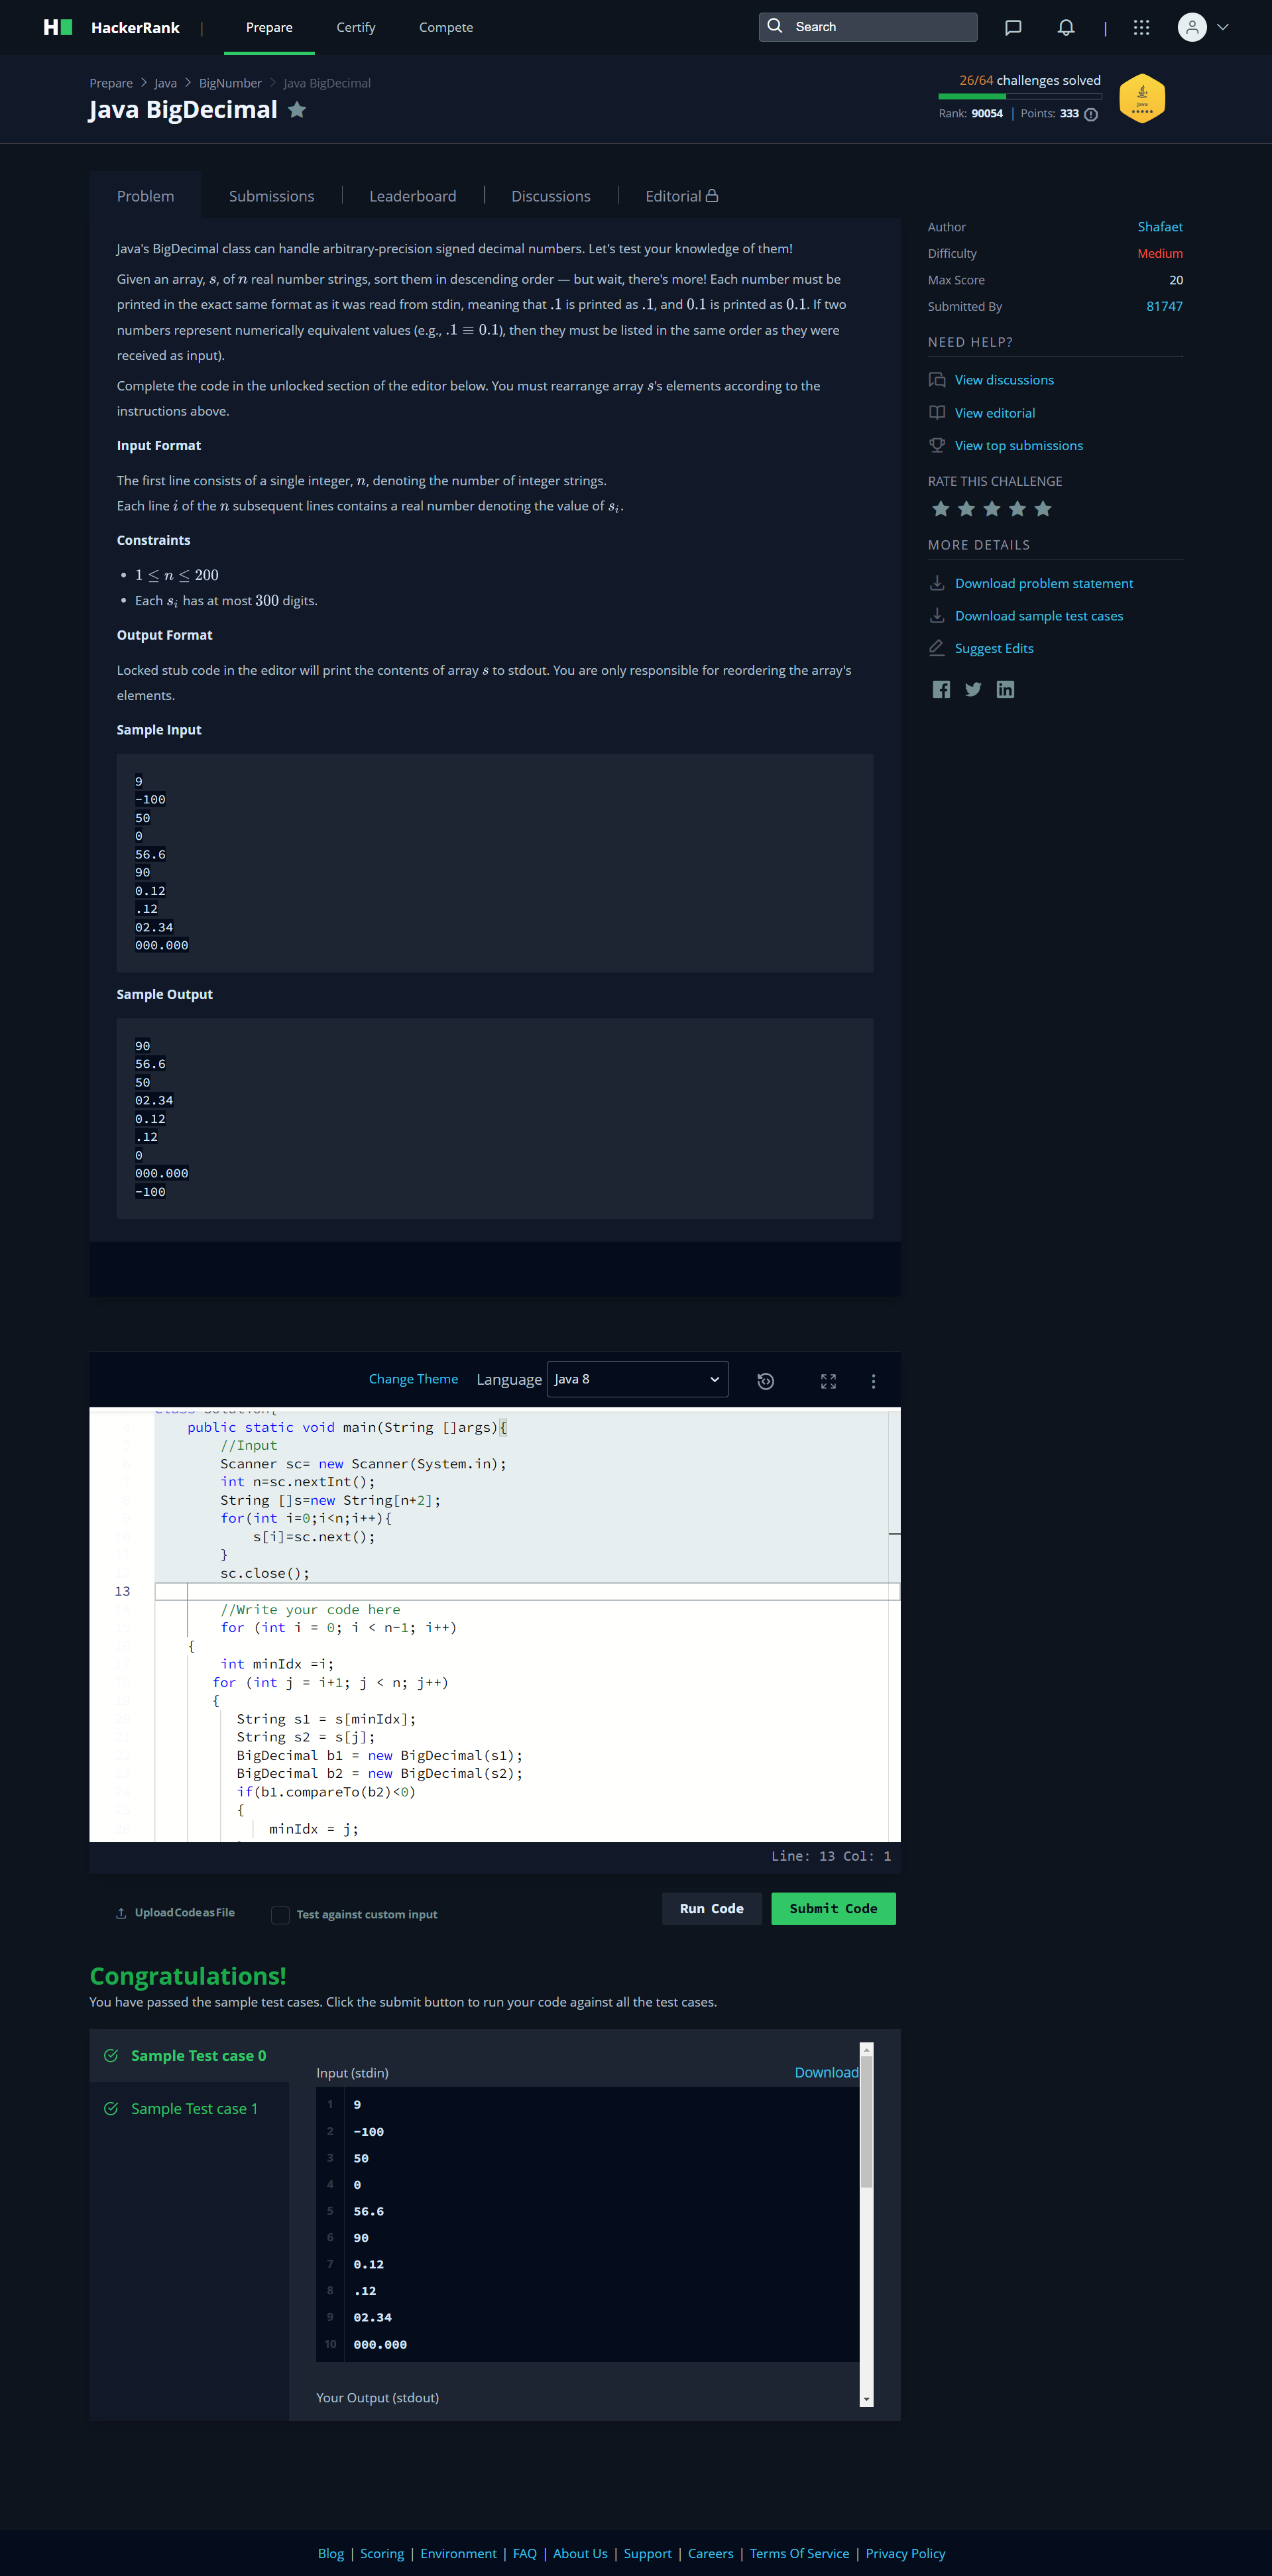 HackerRank | Prepare Certify Compete Search
Prepare > Java > BigNumber > Java BigDecimal
Java BigDecimal
26/64 challenges solved
Rank: 90054 | Points: 333
Java
Problem Submissions Leaderboard Discussions Editorial
Java's BigDecimal class can handle arbitrary-precision signed decimal numbers. Let's test your knowledge of them!
Given an array, s, of n real number strings, sort them in descending order — but wait, there's more! Each number must be
printed in the exact same format as it was read from stdin, meaning that .1 is printed as .1, and 0.1 is printed as 0.1. If two
numbers represent numerically equivalent values (e.g., .1 ≡ 0.1), then they must be listed in the same order as they were
received as input).
Complete the code in the unlocked section of the editor below. You must rearrange array s's elements according to the
instructions above.
Input Format
The first line consists of a single integer, n, denoting the number of integer strings.
Each line i of the n subsequent lines contains a real number denoting the value of sᵢ.
Constraints
• 1 ≤ n ≤ 200
• Each sᵢ has at most 300 digits.
Output Format
Locked stub code in the editor will print the contents of array s to stdout. You are only responsible for reordering the array's
elements.
Sample Input
9
-100
50
0
56.6
90
0.12
.12
02.34
000.000
Sample Output
90
56.6
50
02.34
0.12
.12
0
000.000
-100
Author Shafaet
Difficulty Medium
Max Score 20
Submitted By 81747
NEED HELP?
View discussions
View editorial
View top submissions
RATE THIS CHALLENGE
MORE DETAILS
Download problem statement
Download sample test cases
Suggest Edits
Change Theme Language Java 8
public static void main(String []args){
//Input
Scanner sc= new Scanner(System.in);
int n=sc.nextInt();
String []s=new String[n+2];
for(int i=0;i<n;i++){
s[i]=sc.next();
}
sc.close();
13
//Write your code here
for (int i = 0; i < n-1; i++)
{
int minIdx =i;
for (int j = i+1; j < n; j++)
{
String s1 = s[minIdx];
String s2 = s[j];
BigDecimal b1 = new BigDecimal(s1);
BigDecimal b2 = new BigDecimal(s2);
if(b1.compareTo(b2)<0)
{
minIdx = j;
Line: 13 Col: 1
Upload Code as File Test against custom input Run Code Submit Code
Congratulations!
You have passed the sample test cases. Click the submit button to run your code against all the test cases.
Sample Test case 0
Sample Test case 1
Input (stdin) Download
1 9
2 -100
3 50
4 0
5 56.6
6 90
7 0.12
8 .12
9 02.34
10 000.000
Your Output (stdout)
Blog | Scoring | Environment | FAQ | About Us | Support | Careers | Terms Of Service | Privacy Policy